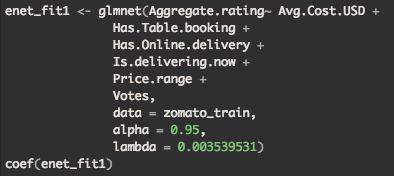 enet_fit1 <- glmnet(Aggregate.rating~ Avg.Cost.USD +
Has.Table.booking +
Has.Online.delivery +
Is.delivering.now +
Price.range +
Votes,
data = zomato_train,
alpha = 0.95,
lambda = 0.003539531)
coef(enet_fit1)